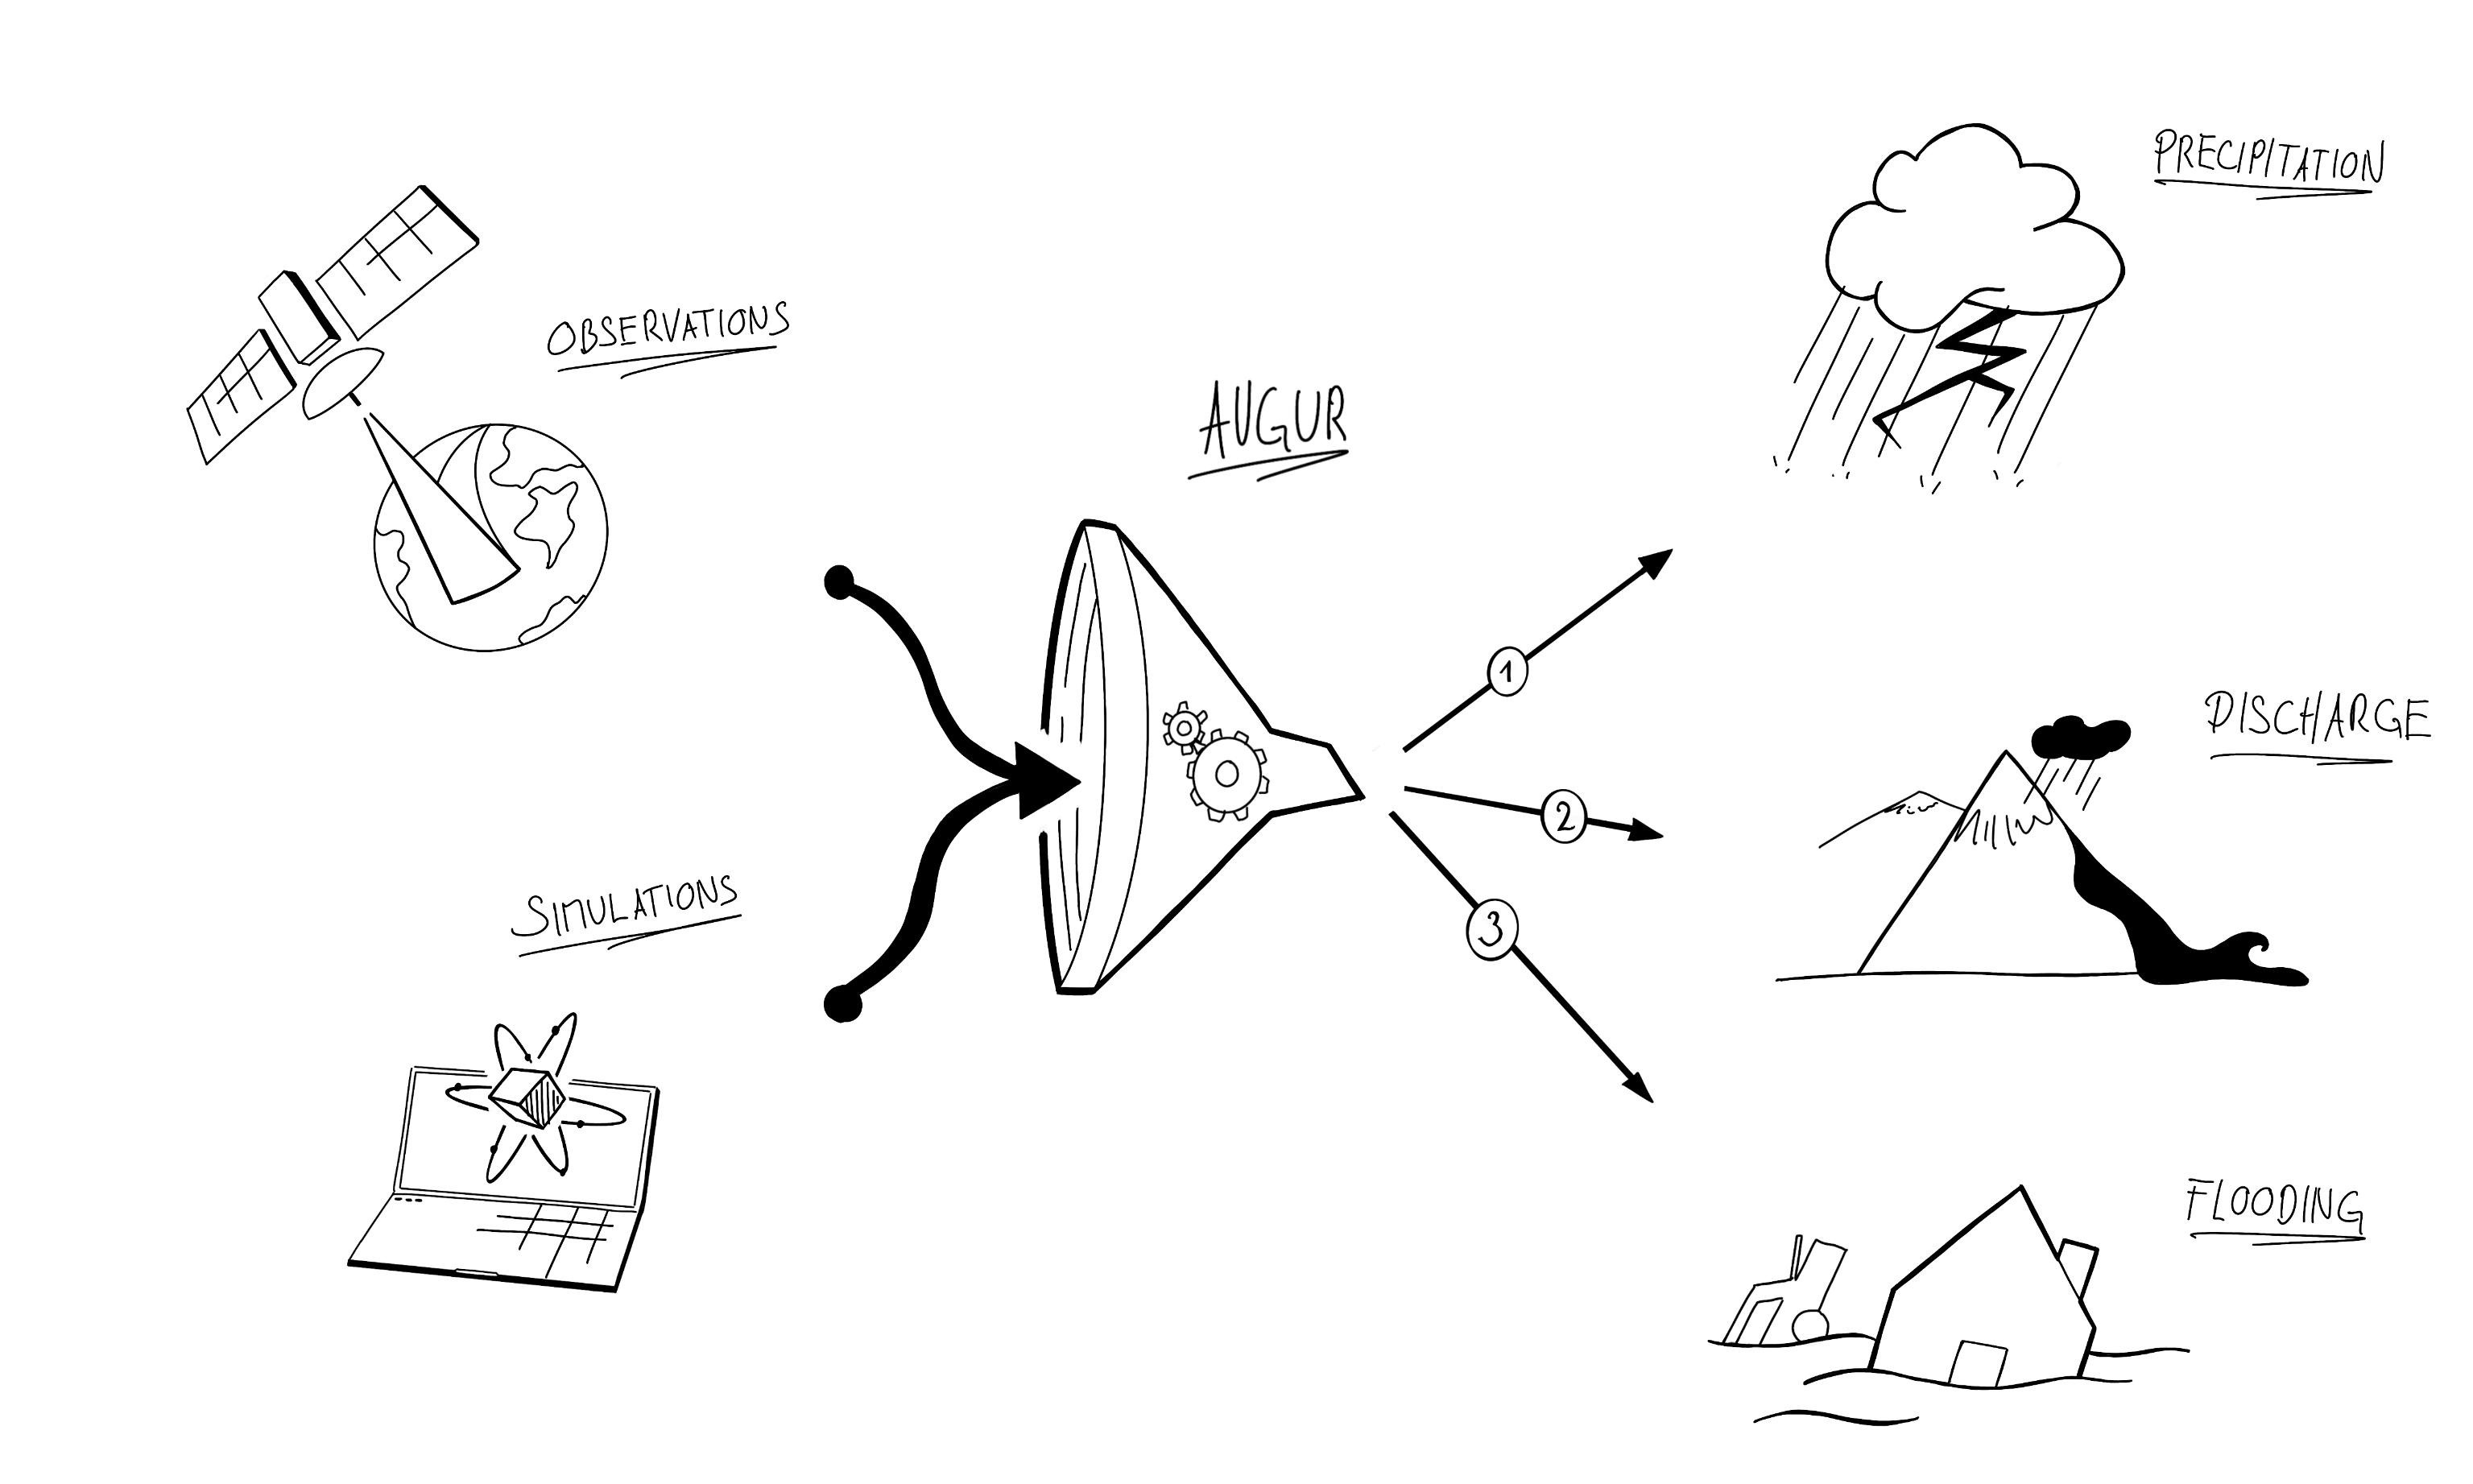 OBSERVATIONS
SIMULATIONS
AUGUR
1
2
3
PRECIPITATION
DISCHARGE
FLOODING